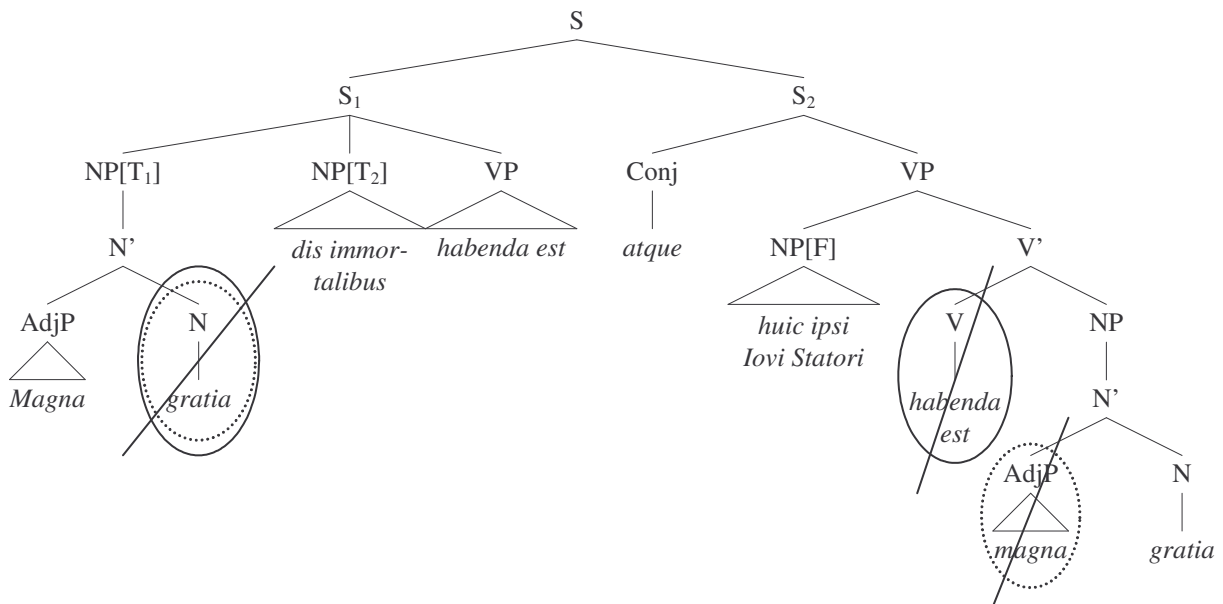 S
S₁ S₂
NP[T₁] NP[T₂] VP Conj VP
N’ dis immor- habenda est atque NP[F] V’
talibus
AdjP N huic ipsi V NP
Iovi Statori
Magna gratia habenda N’
est
AdjP N
magna gratia